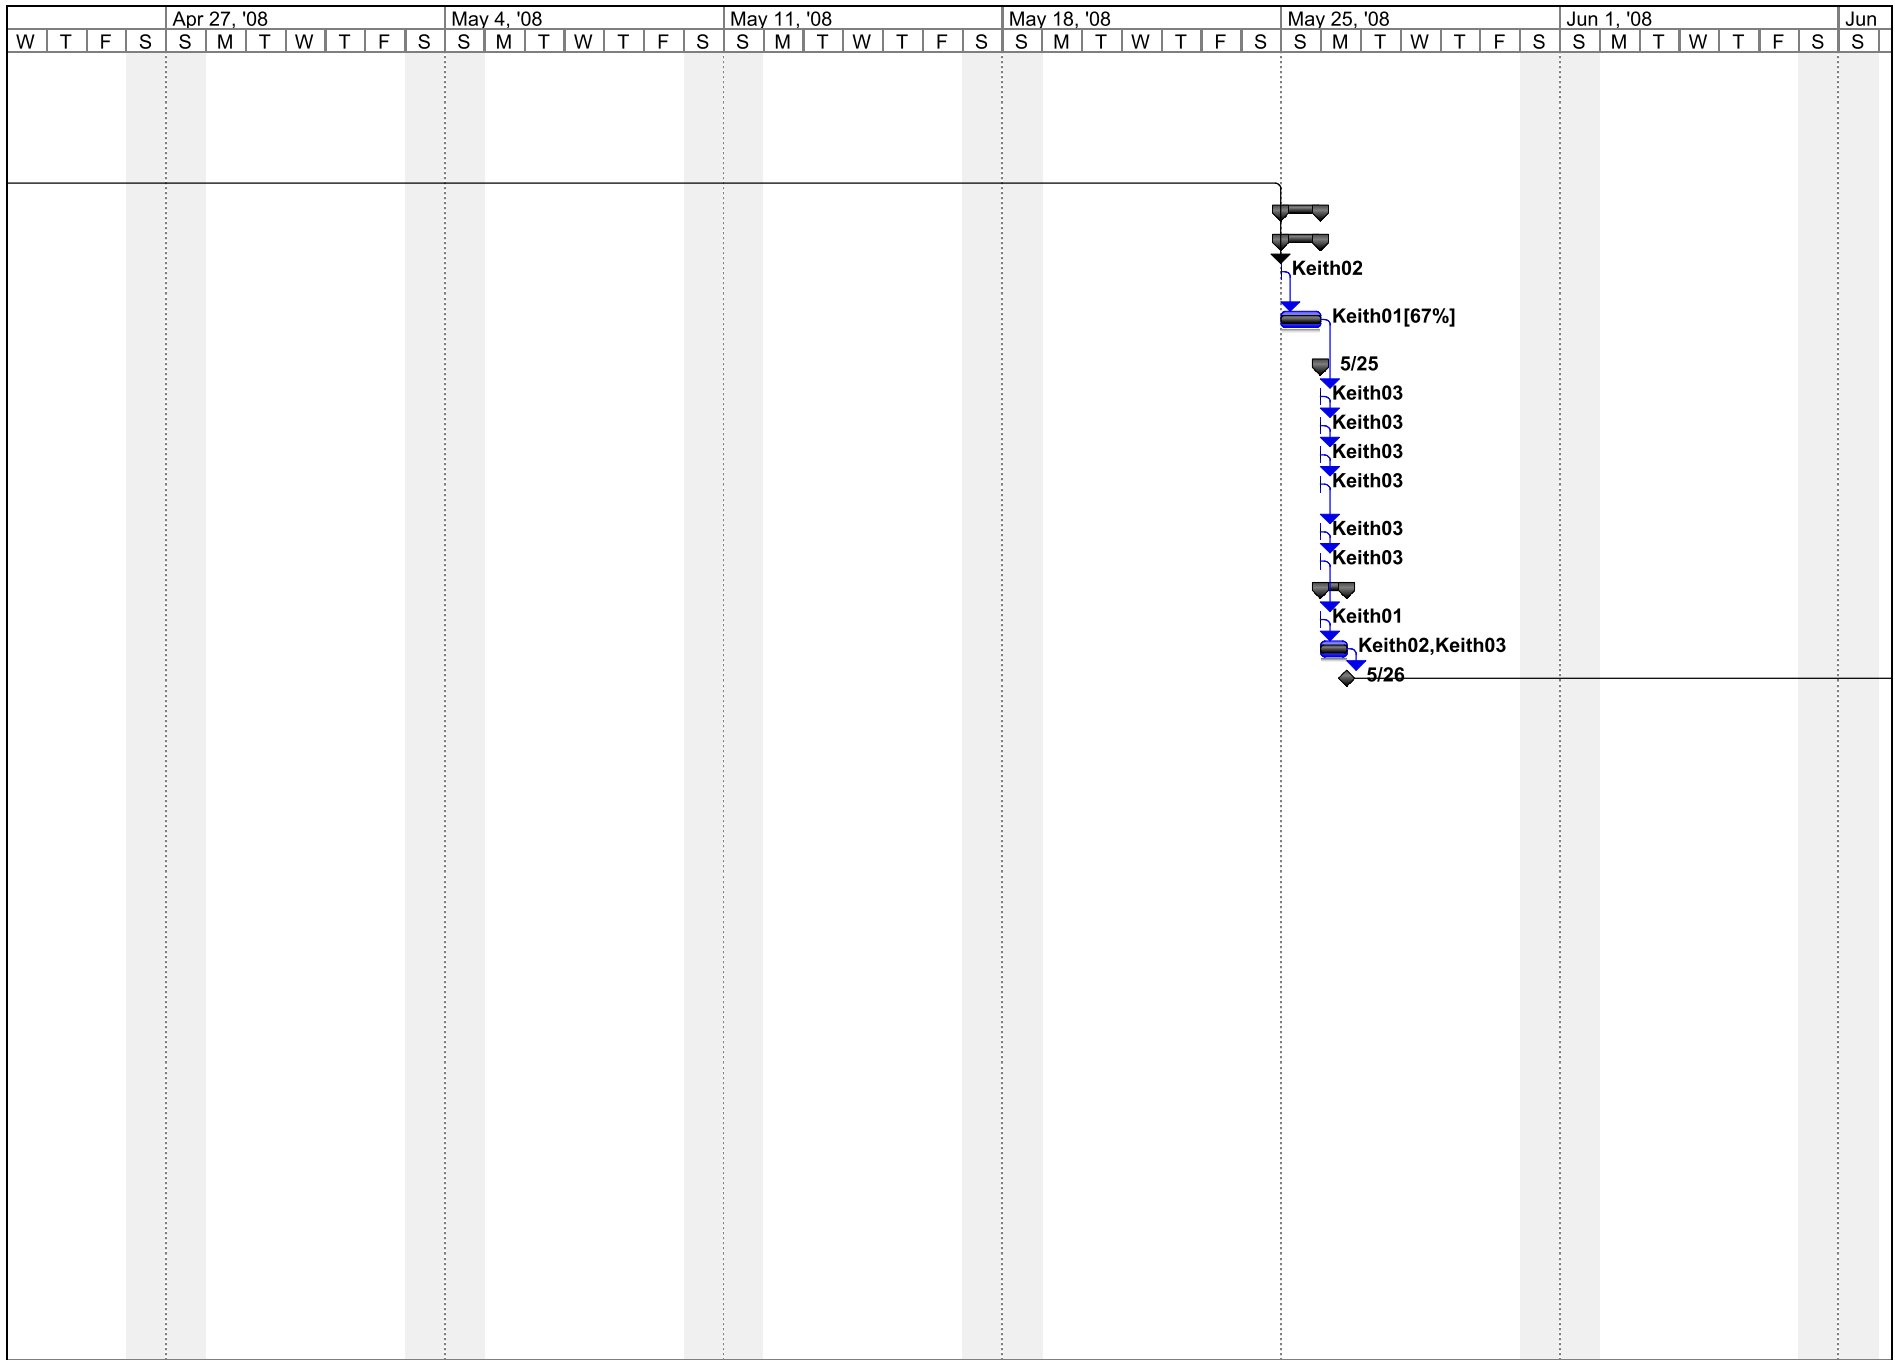 Apr 27, '08 May 4, '08 May 11, '08 May 18, '08 May 25, '08 Jun 1, '08 Jun
W T F S S M T W T F S S M T W T F S S M T W T F S S M T W T F S S M T W T F S S M T W T F S S
Keith02
Keith01[67%]
5/25
Keith03
Keith03
Keith03
Keith03
Keith03
Keith03
Keith01
Keith02,Keith03
5/26